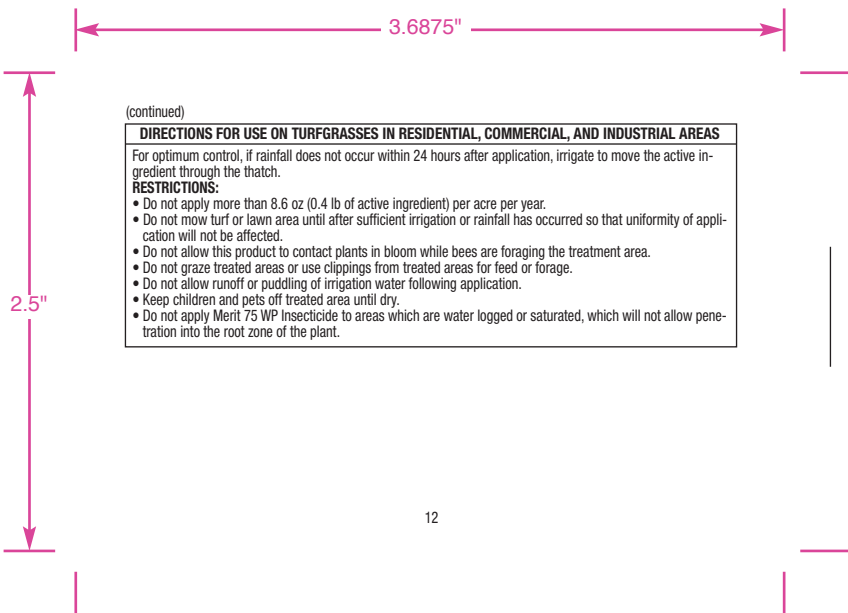 3.6875"
(continued)
DIRECTIONS FOR USE ON TURFGRASSES IN RESIDENTIAL, COMMERCIAL, AND INDUSTRIAL AREAS
For optimum control, if rainfall does not occur within 24 hours after application, irrigate to move the active in-
gredient through the thatch.
RESTRICTIONS:
• Do not apply more than 8.6 oz (0.4 lb of active ingredient) per acre per year.
• Do not mow turf or lawn area until after sufficient irrigation or rainfall has occurred so that uniformity of appli-
cation will not be affected.
• Do not allow this product to contact plants in bloom while bees are foraging the treatment area.
• Do not graze treated areas or use clippings from treated areas for feed or forage.
• Do not allow runoff or puddling of irrigation water following application.
• Keep children and pets off treated area until dry.
• Do not apply Merit 75 WP Insecticide to areas which are water logged or saturated, which will not allow pene-
tration into the root zone of the plant.
2.5"
12